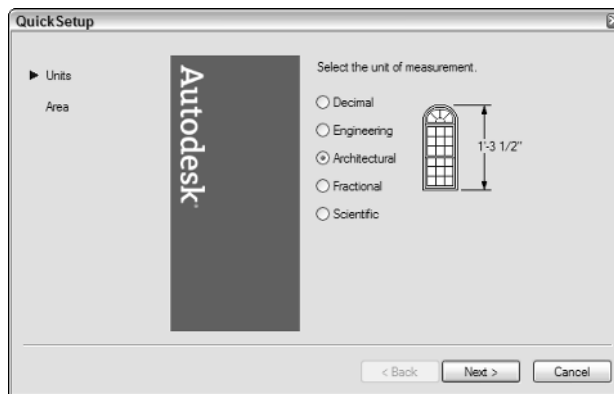 QuickSetup
Units
Area
Autodesk
Select the unit of measurement.
Decimal
Engineering
Architectural
Fractional
Scientific
1'-3 1/2"
< Back
Next >
Cancel